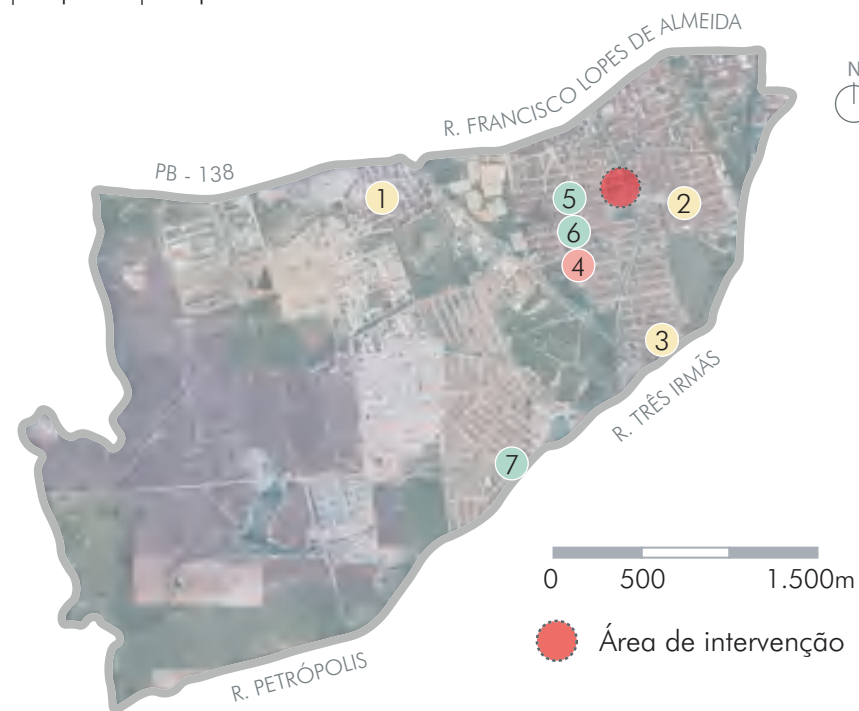 R. FRANCISCO LOPES DE ALMEIDA
N
PB - 138
1
5
2
6
4
3
R. TRÊS IRMÃS
7
0 500 1.500m
Área de intervenção
R. PETRÓPOLIS